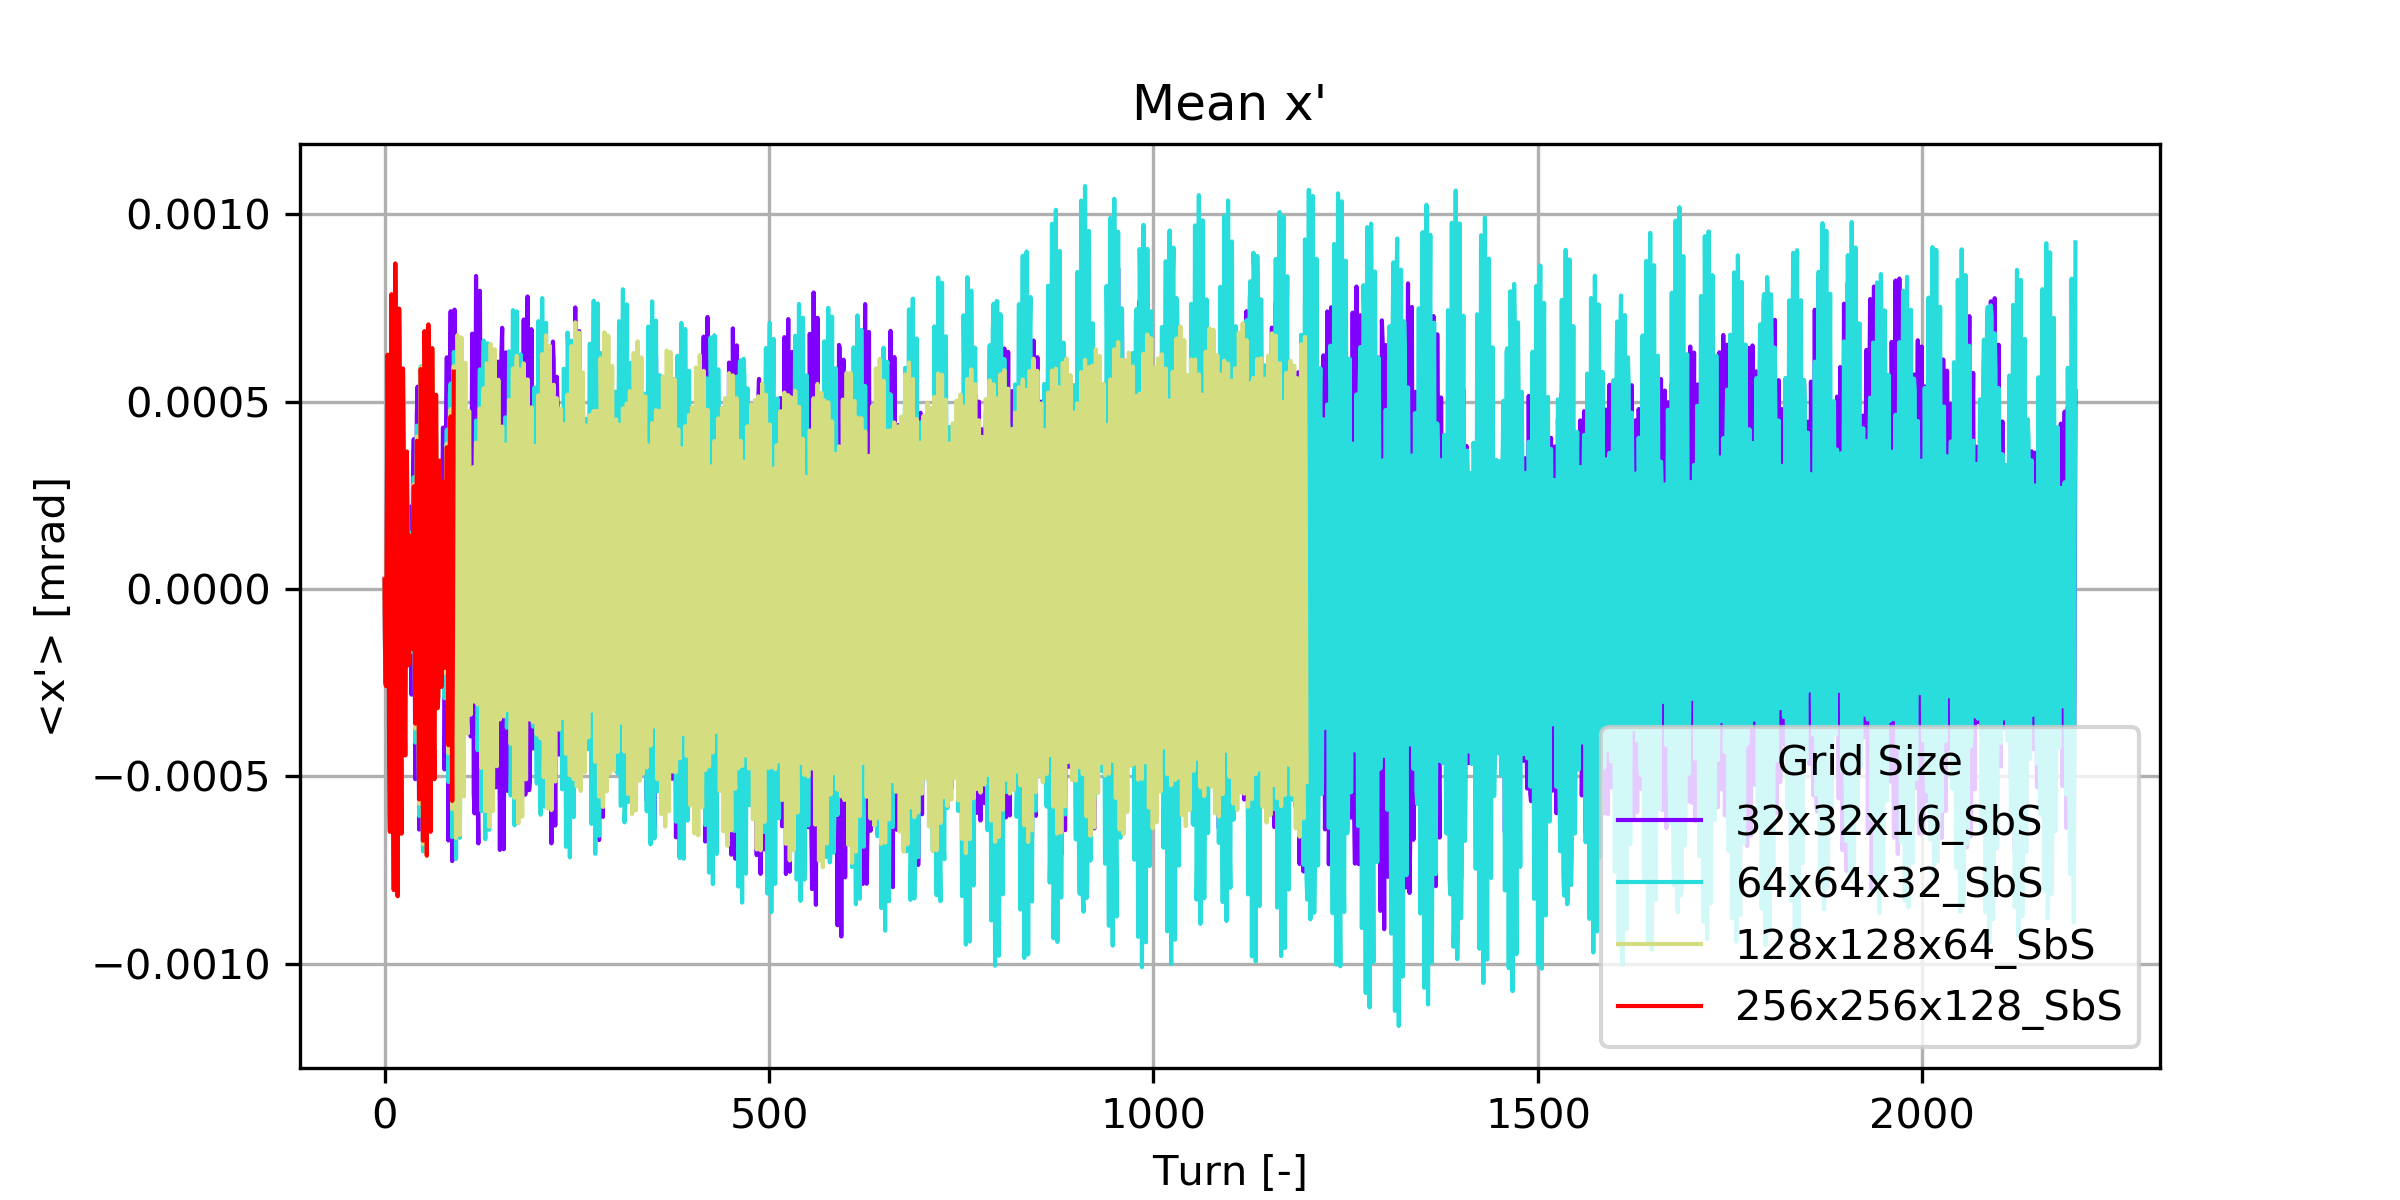 Mean x'
<x'> [mrad]
0.0010
0.0005
0.0000
−0.0005
−0.0010
0 500 1000 1500 2000
Turn [-]
Grid Size
32x32x16_SbS
64x64x32_SbS
128x128x64_SbS
256x256x128_SbS